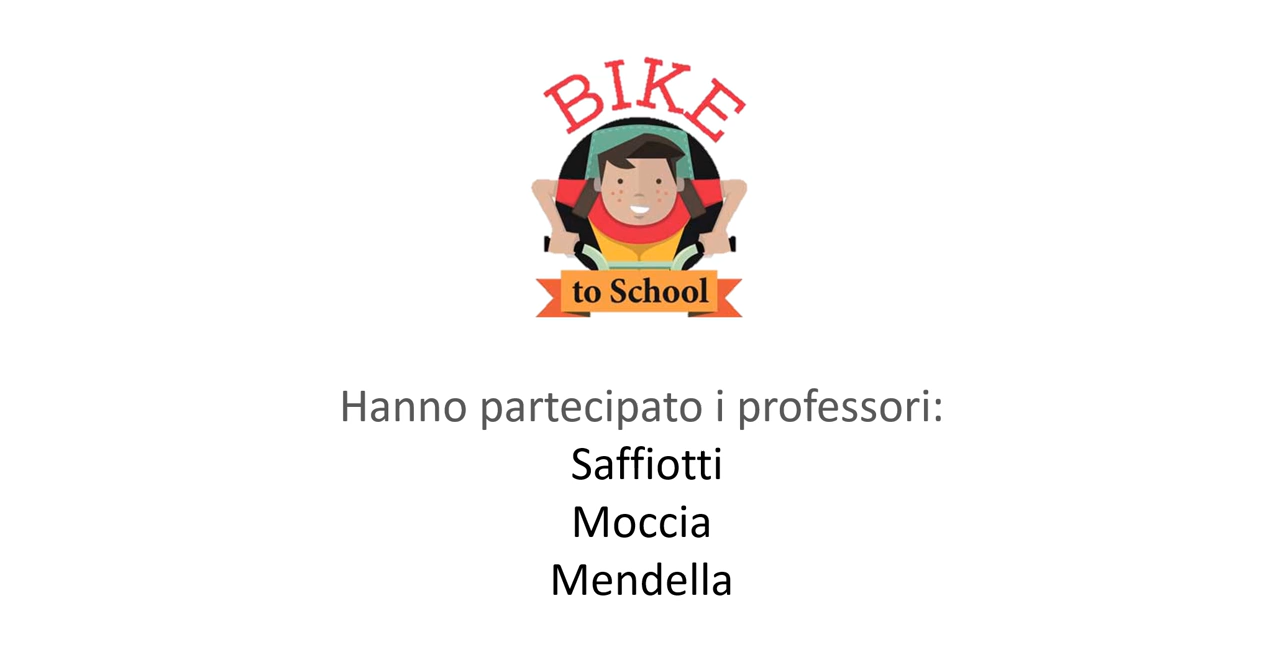 BIKE
to School
Hanno partecipato i professori:
Saffiotti
Moccia
Mendella